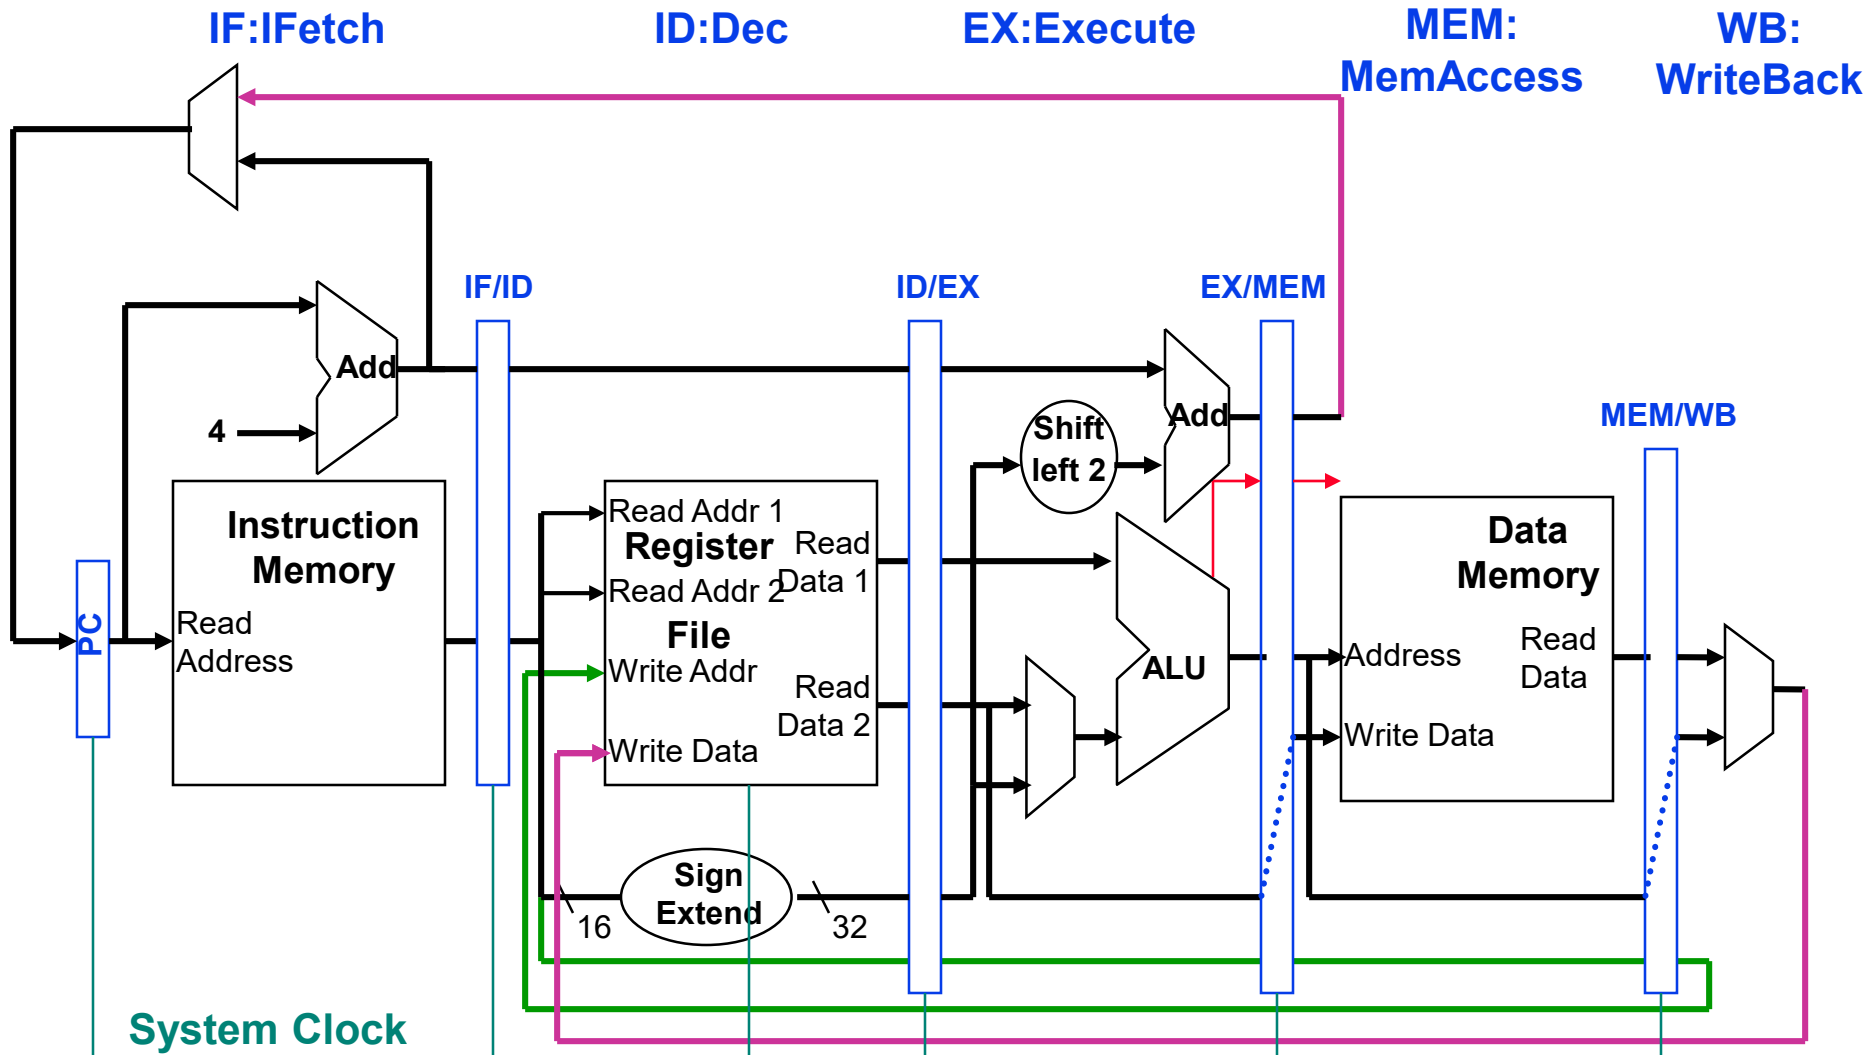 IF:IFetch
ID:Dec
EX:Execute
MEM:
MemAccess
WB:
WriteBack
IF/ID
ID/EX
EX/MEM
MEM/WB
Add
4
Add
Shift
left 2
Instruction
Memory
Read
Address
PC
Read Addr 1
Register
Read Addr 2
File
Write Addr
Write Data
Read
Data 1
Read
Data 2
ALU
Data
Memory
Address
Read
Data
Write Data
Sign
Extend
16
32
System Clock